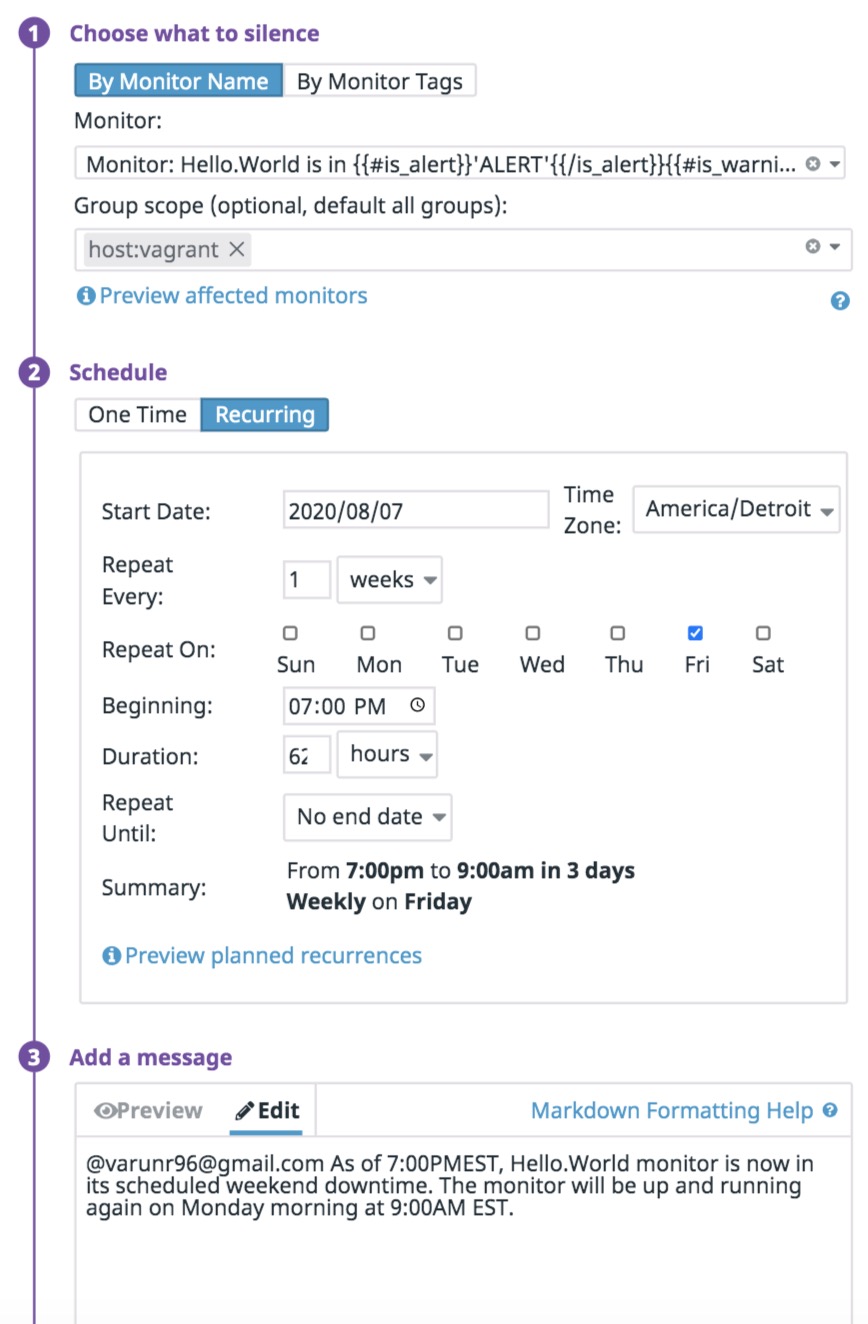 1 Choose what to silence
By Monitor Name By Monitor Tags
Monitor:
Monitor: Hello.World is in {{#is_alert}}'ALERT'{{/is_alert}}{{#is_warni...
Group scope (optional, default all groups):
host:vagrant
Preview affected monitors
2 Schedule
One Time Recurring
Start Date: 2020/08/07 Time Zone: America/Detroit
Repeat Every: 1 weeks
Repeat On: Sun Mon Tue Wed Thu Fri Sat
Beginning: 07:00 PM
Duration: 62 hours
Repeat Until: No end date
Summary: From 7:00pm to 9:00am in 3 days
Weekly on Friday
Preview planned recurrences
3 Add a message
Preview Edit Markdown Formatting Help
@varunr96@gmail.com As of 7:00PMEST, Hello.World monitor is now in
its scheduled weekend downtime. The monitor will be up and running
again on Monday morning at 9:00AM EST.